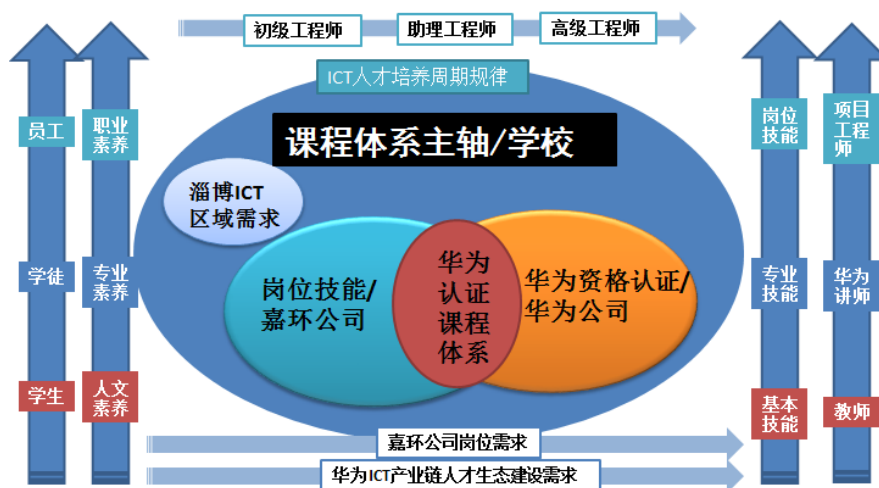 初级工程师
助理工程师
高级工程师
ICT人才培养周期规律
课程体系主轴/学校
淄博ICT
区域需求
岗位技能/
嘉环公司
华为
认证
课程
体系
华为资格认证/
华为公司
员工
学徒
学生
职业
素养
专业
素养
人文
素养
岗位
技能
专业
技能
基本
技能
项目
工程
师
华为
讲师
教师
嘉环公司岗位需求
华为ICT产业链人才生态建设需求